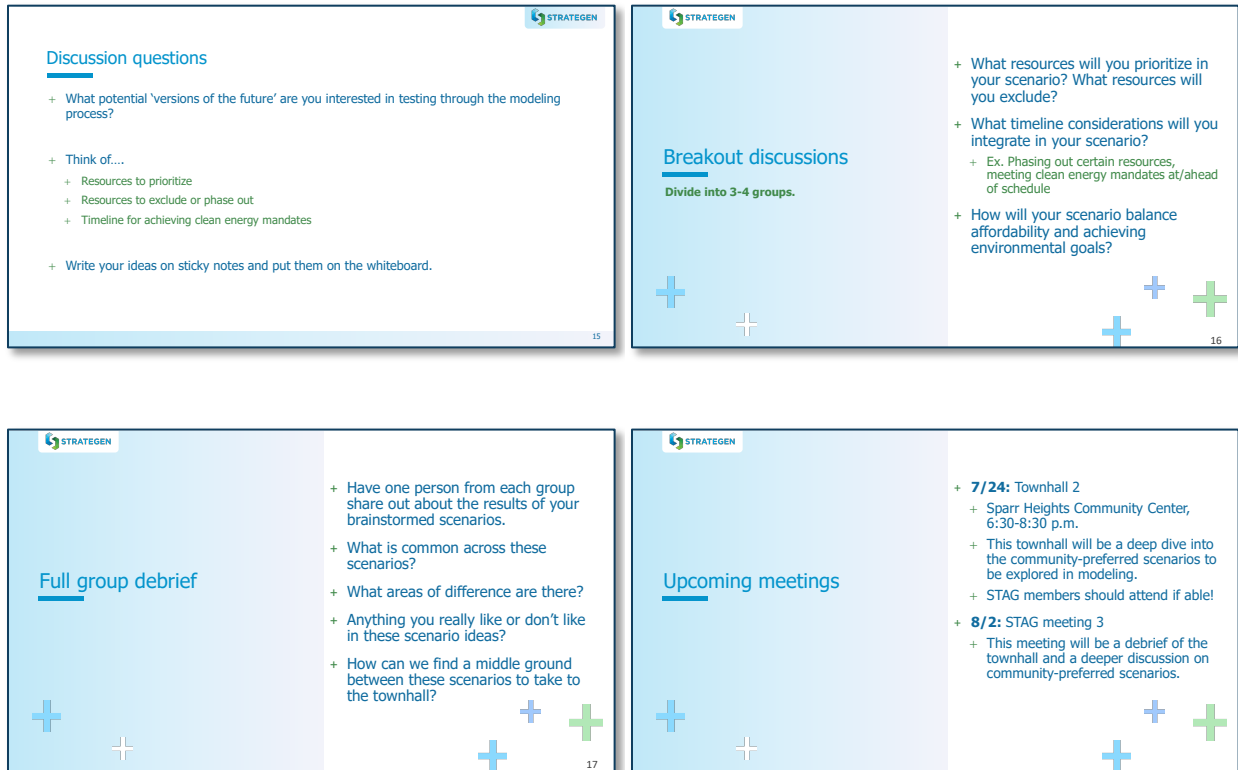 STRATEGEN
Discussion questions
+ What potential ‘versions of the future’ are you interested in testing through the modeling
process?
+ Think of….
+ Resources to prioritize
+ Resources to exclude or phase out
+ Timeline for achieving clean energy mandates
+ Write your ideas on sticky notes and put them on the whiteboard.
15
STRATEGEN
Breakout discussions
Divide into 3-4 groups.
+ What resources will you prioritize in
your scenario? What resources will
you exclude?
+ What timeline considerations will you
integrate in your scenario?
+ Ex. Phasing out certain resources,
meeting clean energy mandates at/ahead
of schedule
+ How will your scenario balance
affordability and achieving
environmental goals?
16
STRATEGEN
Full group debrief
+ Have one person from each group
share out about the results of your
brainstormed scenarios.
+ What is common across these
scenarios?
+ What areas of difference are there?
+ Anything you really like or don’t like
in these scenario ideas?
+ How can we find a middle ground
between these scenarios to take to
the townhall?
17
STRATEGEN
Upcoming meetings
+ 7/24: Townhall 2
+ Sparr Heights Community Center,
6:30-8:30 p.m.
+ This townhall will be a deep dive into
the community-preferred scenarios to
be explored in modeling.
+ STAG members should attend if able!
+ 8/2: STAG meeting 3
+ This meeting will be a debrief of the
townhall and a deeper discussion on
community-preferred scenarios.